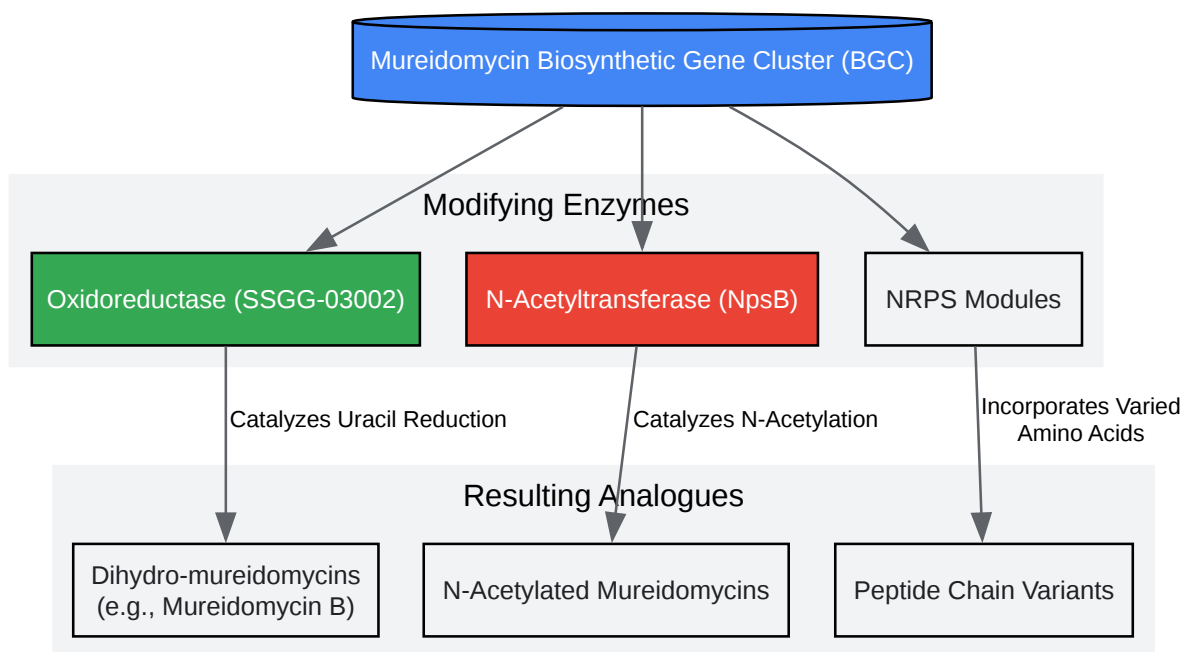 Mureidomycin Biosynthetic Gene Cluster (BGC)
Modifying Enzymes
Oxidoreductase (SSGG-03002)
N-Acetyltransferase (NpsB)
NRPS Modules
Catalyzes Uracil Reduction
Catalyzes N-Acetylation
Incorporates Varied
Amino Acids
Resulting Analogues
Dihydro-mureidomycins
(e.g., Mureidomycin B)
N-Acetylated Mureidomycins
Peptide Chain Variants